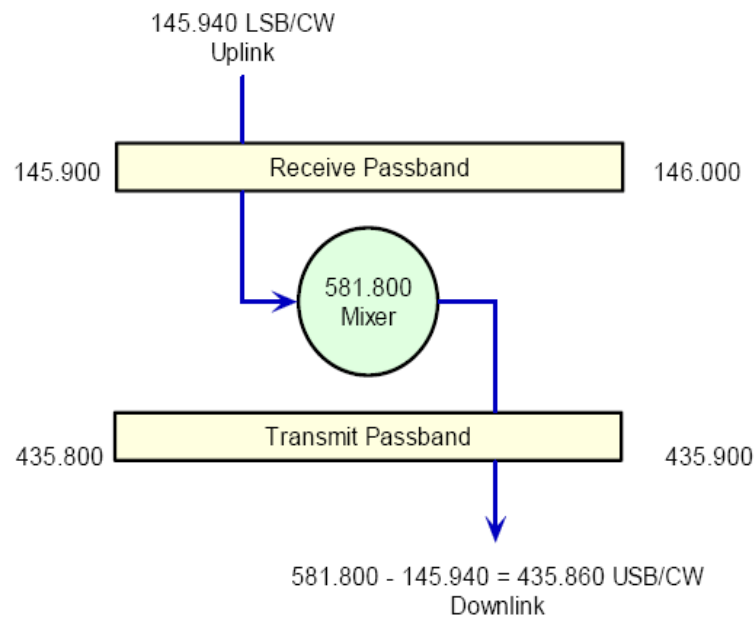 145.940 LSB/CW
Uplink
Receive Passband
145.900
146.000
581.800
Mixer
Transmit Passband
435.800
435.900
581.800 - 145.940 = 435.860 USB/CW
Downlink